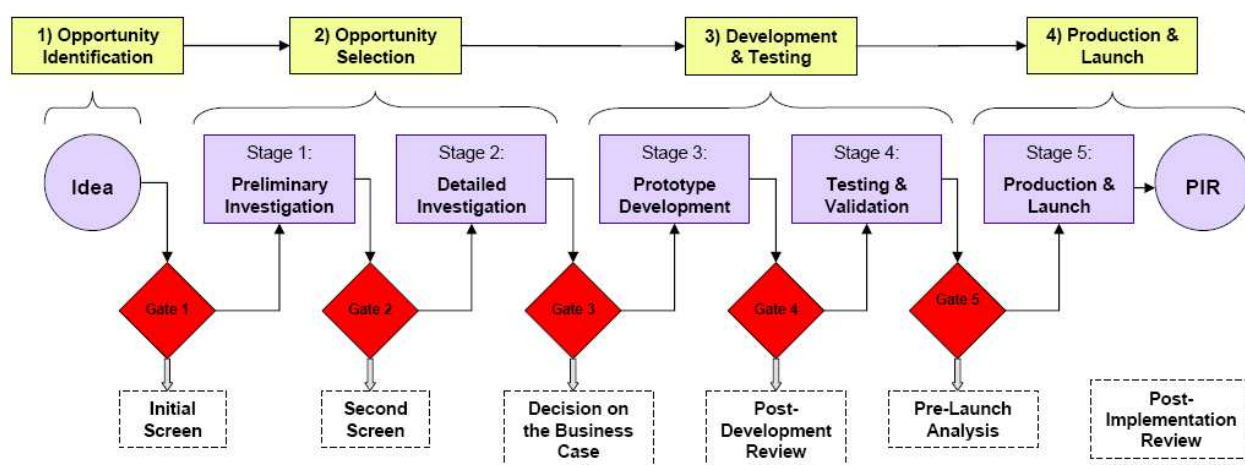 1) Opportunity
Identification
2) Opportunity
Selection
3) Development
& Testing
4) Production &
Launch
Idea
Stage 1:
Preliminary
Investigation
Stage 2:
Detailed
Investigation
Stage 3:
Prototype
Development
Stage 4:
Testing &
Validation
Stage 5:
Production &
Launch
PIR
Gate 1
Gate 2
Gate 3
Gate 4
Gate 5
Initial
Screen
Second
Screen
Decision on
the Business
Case
Post-
Development
Review
Pre-Launch
Analysis
Post-
Implementation
Review